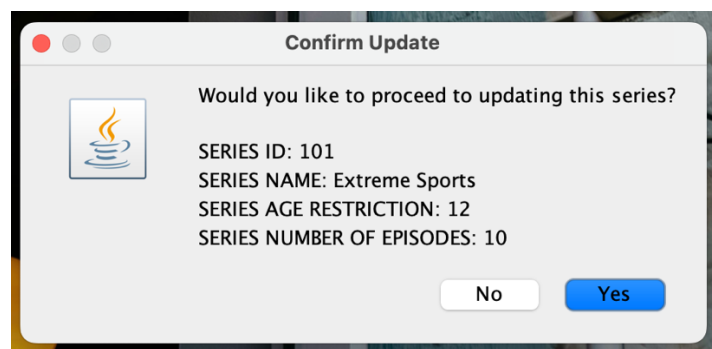 Confirm Update
Would you like to proceed to updating this series?
SERIES ID: 101
SERIES NAME: Extreme Sports
SERIES AGE RESTRICTION: 12
SERIES NUMBER OF EPISODES: 10
No
Yes